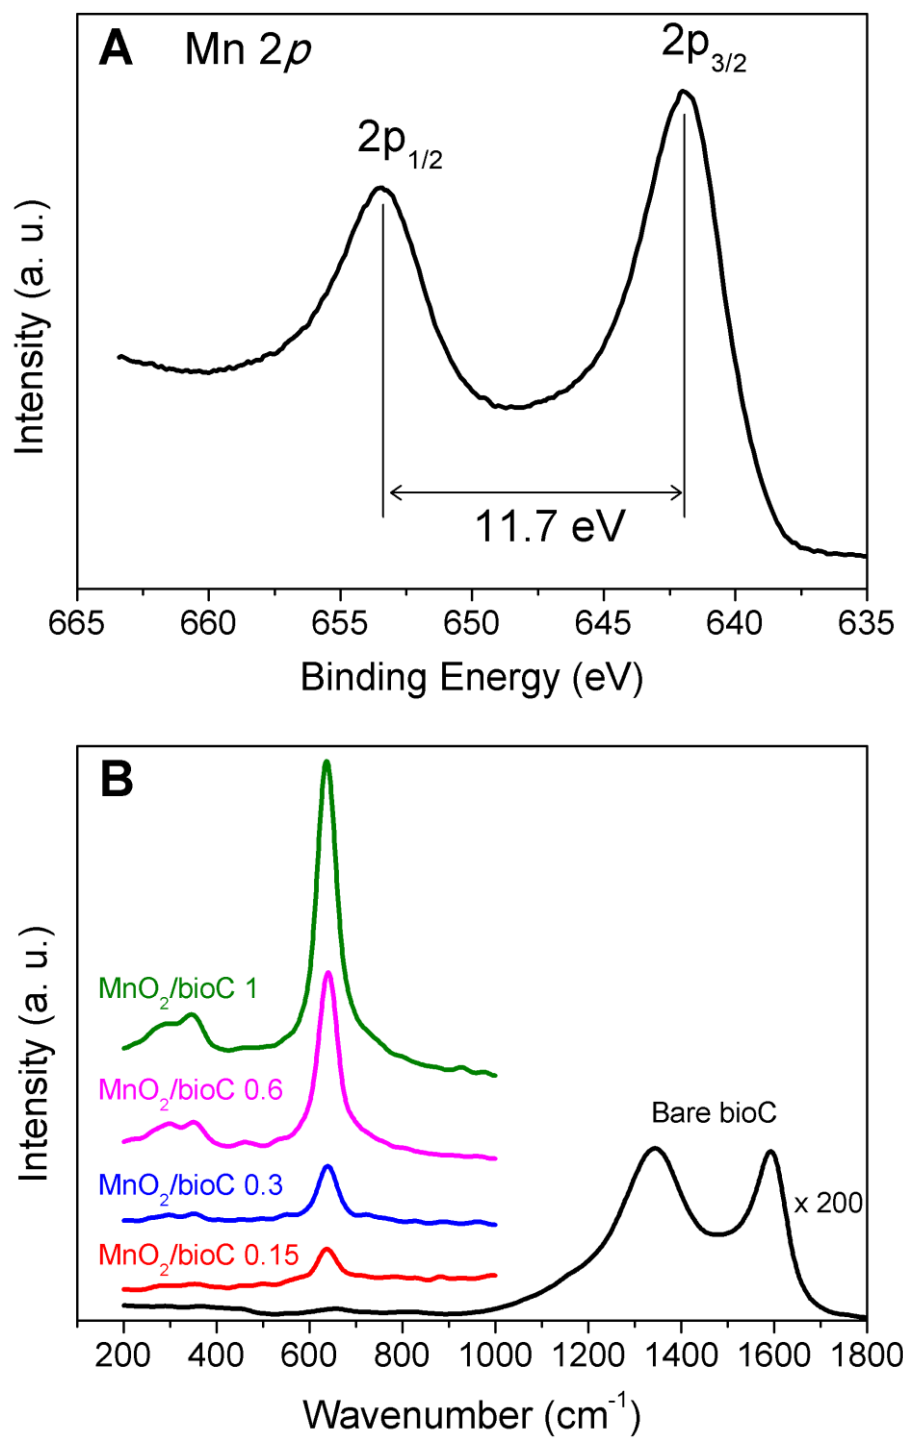 A Mn 2p
2p3/2
2p1/2
11.7 eV
Intensity (a. u.)
665 660 655 650 645 640 635
Binding Energy (eV)
B
MnO2/bioC 1
MnO2/bioC 0.6
Bare bioC
MnO2/bioC 0.3
x 200
MnO2/bioC 0.15
Intensity (a. u.)
200 400 600 800 1000 1200 1400 1600 1800
Wavenumber (cm-1)